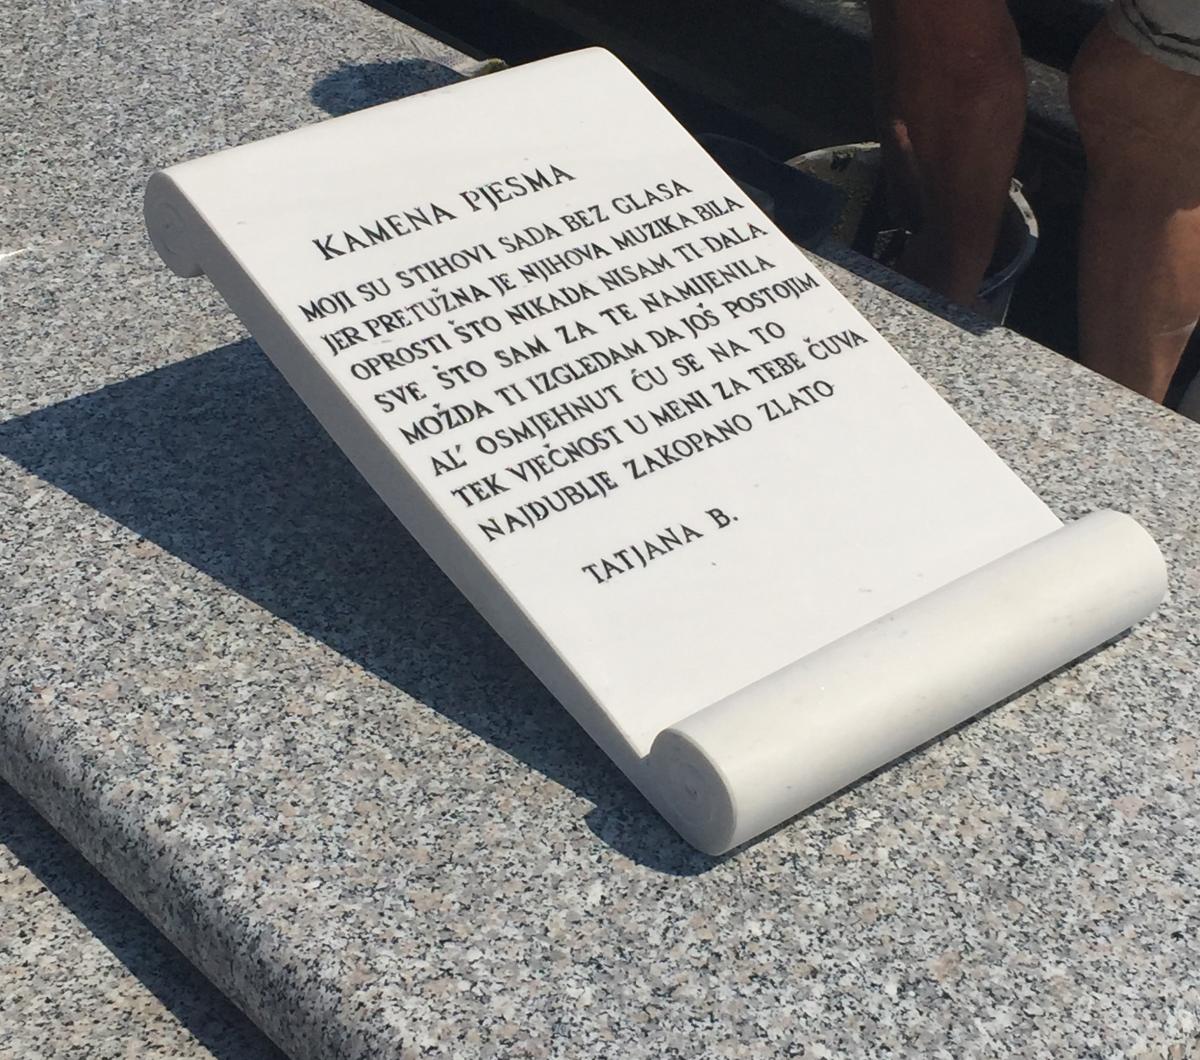 KAMENA PJESMA
MOJI SU STIHOVI SADA BEZ GLASA
JER PRETUŽNA JE NJIHOVA MUZIKA BILA
OPROSTI ŠTO NIKADA NISAM TI DALA
SVE ŠTO SAM ZA TE NAMIJENILA
MOŽDA TI IZGLEDAM DA JOŠ POSTOJIM
AL' OSMJEHNUT ĆU SE NA TO
TEK VJEČNOST U MENI ZA TEBE ČUVA
NAJDUBLJE ZAKOPANO ZLATO
TATJANA B.